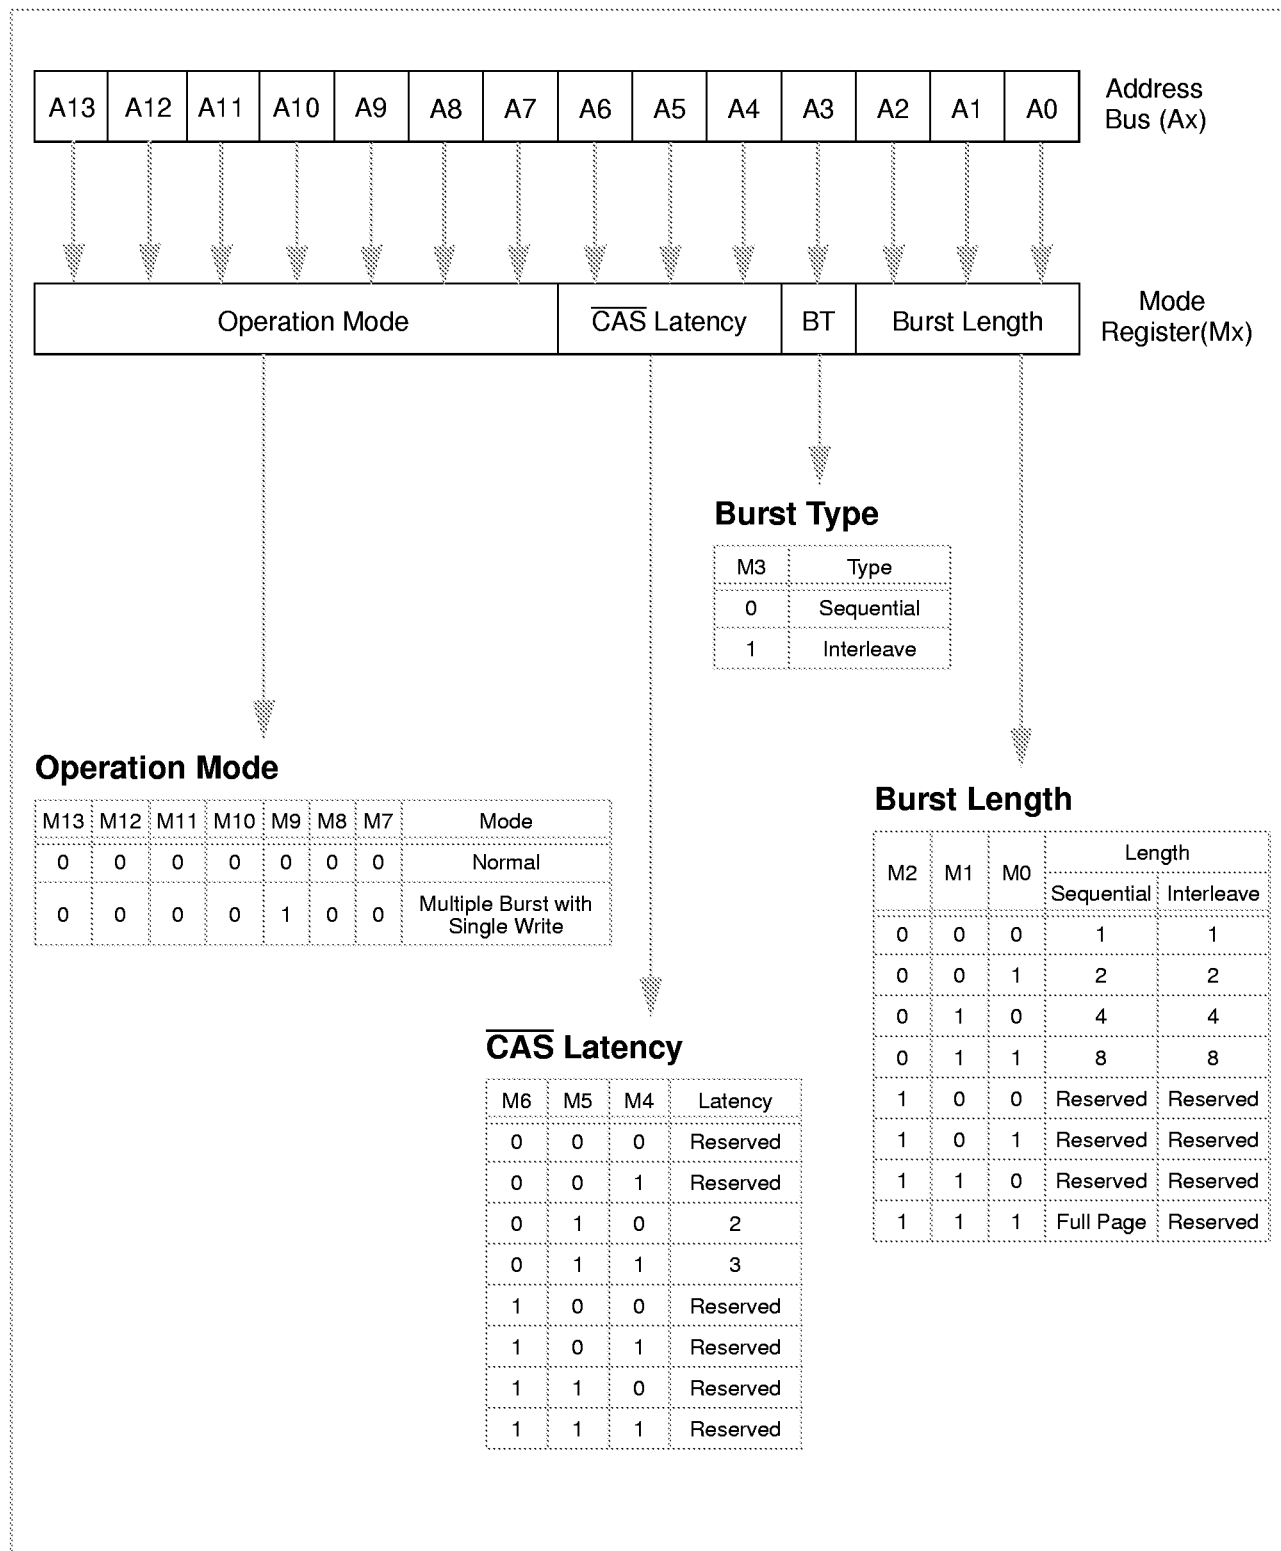 A13 A12 A11 A10 A9 A8 A7 A6 A5 A4 A3 A2 A1 A0
Address
Bus (Ax)
Operation Mode CAS Latency BT Burst Length
Mode
Register(Mx)
Burst Type
M3 Type
0 Sequential
1 Interleave
Operation Mode
M13 M12 M11 M10 M9 M8 M7 Mode
0 0 0 0 0 0 0 Normal
0 0 0 0 1 0 0 Multiple Burst with
Single Write
Burst Length
M2 M1 M0 Length
Sequential Interleave
0 0 0 1 1
0 0 1 2 2
0 1 0 4 4
0 1 1 8 8
1 0 0 Reserved Reserved
1 0 1 Reserved Reserved
1 1 0 Reserved Reserved
1 1 1 Full Page Reserved
CAS Latency
M6 M5 M4 Latency
0 0 0 Reserved
0 0 1 Reserved
0 1 0 2
0 1 1 3
1 0 0 Reserved
1 0 1 Reserved
1 1 0 Reserved
1 1 1 Reserved